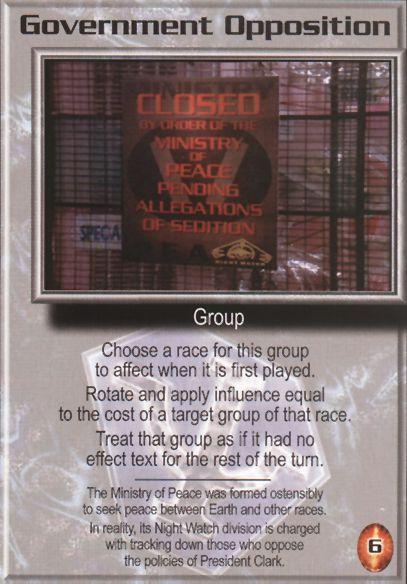 Government Opposition
CLOSED
BY ORDER OF THE
MINISTRY
OF
PEACE
PENDING
ALLEGATIONS
OF SEDITION
SPECA
NIGHT WATCH
Group
Choose a race for this group
to affect when it is first played.
Rotate and apply influence equal
to the cost of a target group of that race.
Treat that group as if it had no
effect text for the rest of the turn.
The Ministry of Peace was formed ostensibly
to seek peace between Earth and other races.
In reality, its Night Watch division is charged
with tracking down those who oppose
the policies of President Clark.
6